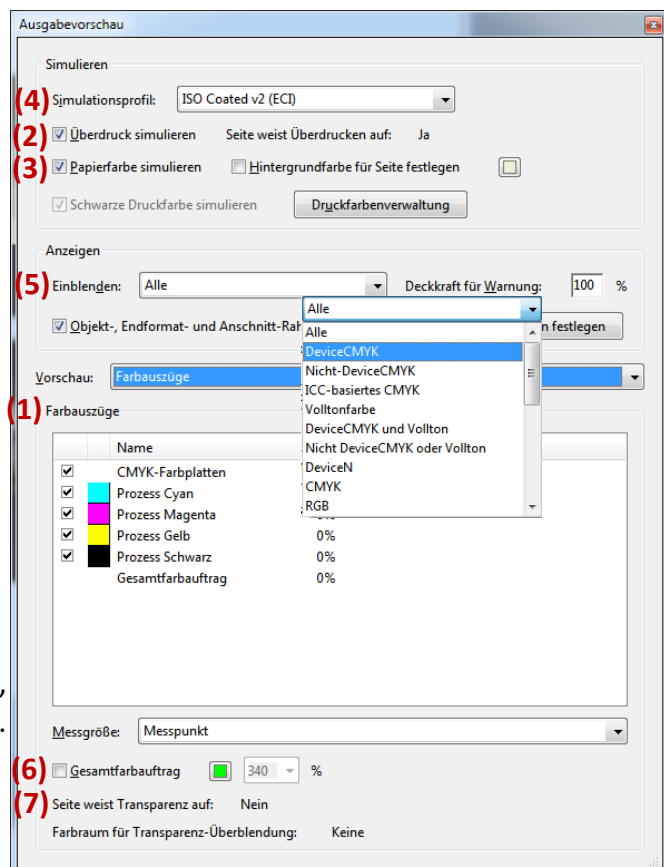 Ausgabevorschau
Simulieren
(4) Simulationsprofil: ISO Coated v2 (ECI)
(2) Überdruck simulieren Seite weist Überdrucken auf: Ja
(3) Papierfarbe simulieren Hintergrundfarbe für Seite festlegen
Schwarze Druckfarbe simulieren Druckfarbenverwaltung
Anzeigen
(5) Einblenden: Alle Deckkraft für Warnung: 100 %
Alle
Objekt-, Endformat- und Anschnitt-Rah n festlegen
Alle
DeviceCMYK
Nicht-DeviceCMYK
ICC-basiertes CMYK
Volltonfarbe
DeviceCMYK und Vollton
Nicht DeviceCMYK oder Vollton
DeviceN
CMYK
RGB
Vorschau: Farbauszüge
(1) Farbauszüge
Name
CMYK-Farbplatten
Prozess Cyan
Prozess Magenta
Prozess Gelb 0%
Prozess Schwarz 0%
Gesamtfarbauftrag 0%
,
.
Messgröße: Messpunkt
(6) Gesamtfarbauftrag 340 %
(7) Seite weist Transparenz auf: Nein
Farbraum für Transparenz-Überblendung: Keine